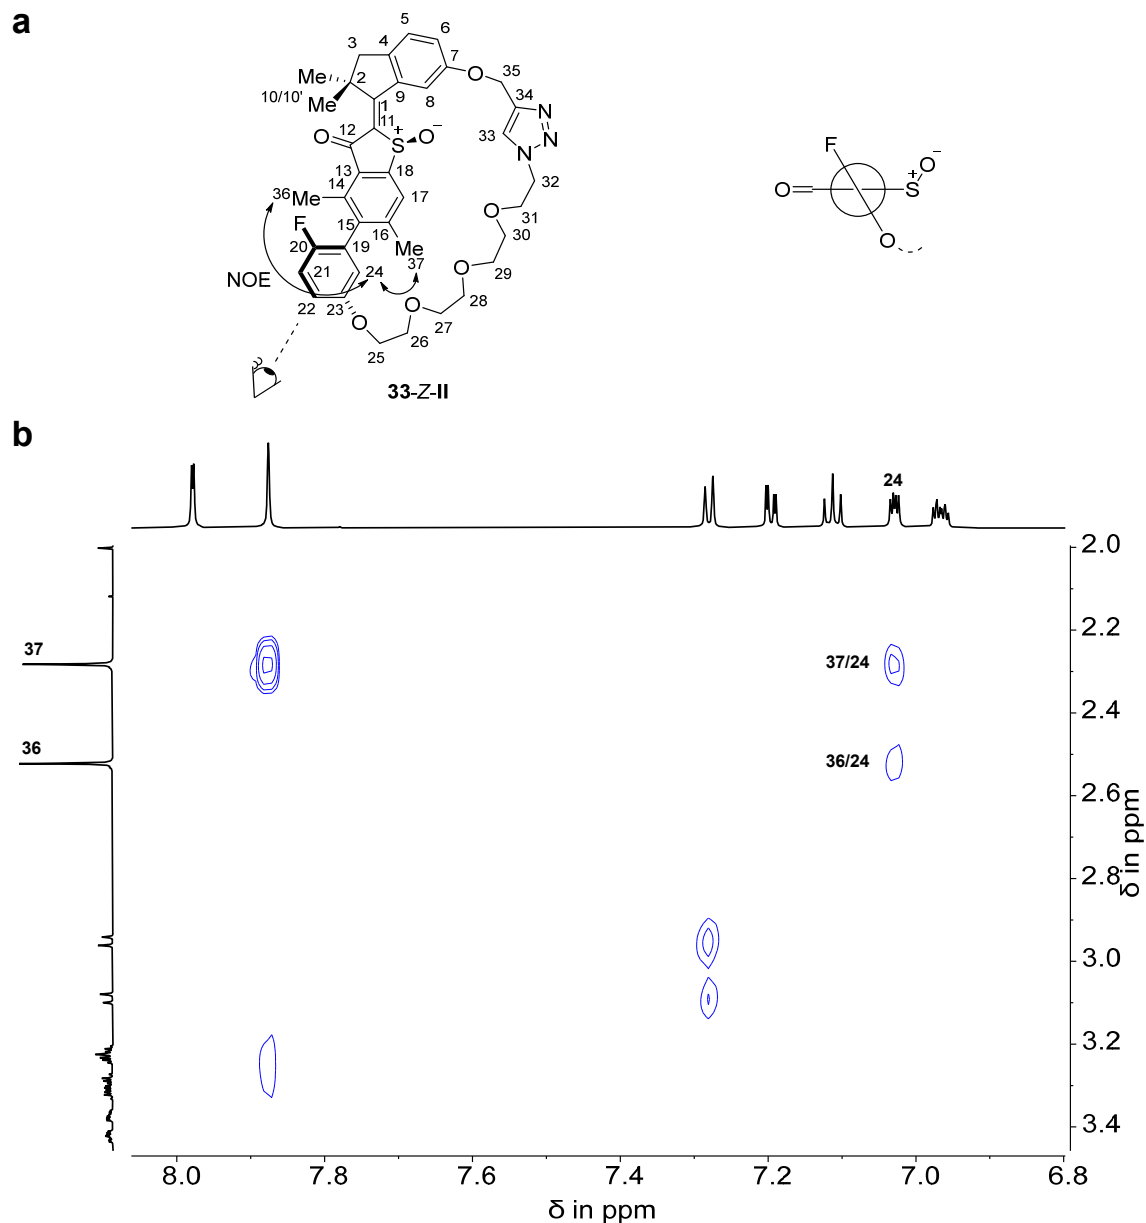 a
5
6
3
4
7
35
O
Me
2
10/10'
Me
9
8
34
1
N
11
12
+
−
33
N
O
S
O
N
13
18
14
32
36
Me
17
O
31
F
15
16
30
Me
20
19
37
O
29
NOE
21
24
28
O
22
23
27
O
26
25
33-Z-II
F
O
−
+
O
S
O
b
24
37
37/24
36
36/24
2.0
2.2
2.4
2.6
2.8
3.0
3.2
3.4
δ in ppm
8.0 7.8 7.6 7.4 7.2 7.0 6.8
δ in ppm